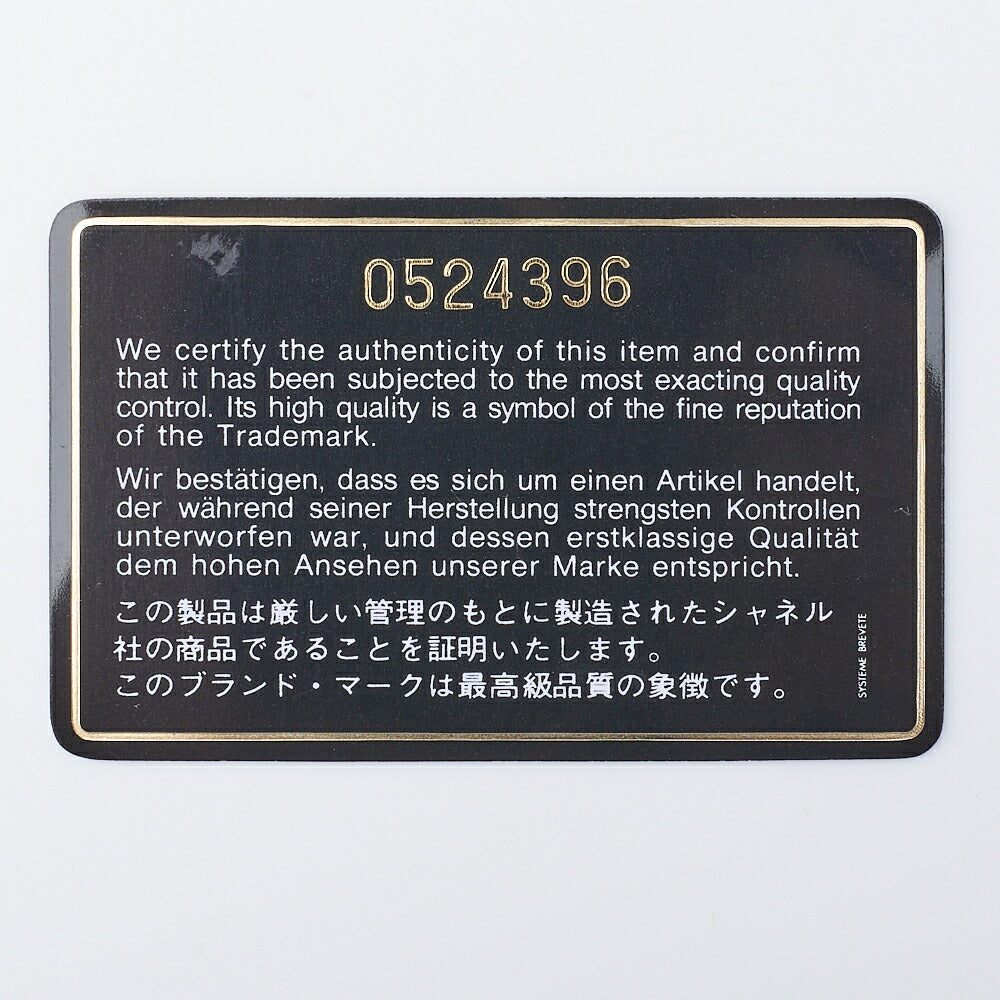 0524396
We certify the authenticity of this item and confirm
that it has been subjected to the most exacting quality
control. Its high quality is a symbol of the fine reputation
of the Trademark.
Wir bestätigen, dass es sich um einen Artikel handelt,
der während seiner Herstellung strengsten Kontrollen
unterworfen war, und dessen erstklassige Qualität
dem hohen Ansehen unserer Marke entspricht.
この製品は厳しい管理のもとに製造されたシャネル
社の商品であることを証明いたします。
このブランド・マークは最高級品質の象徴です。
SYSTEME BREVETE